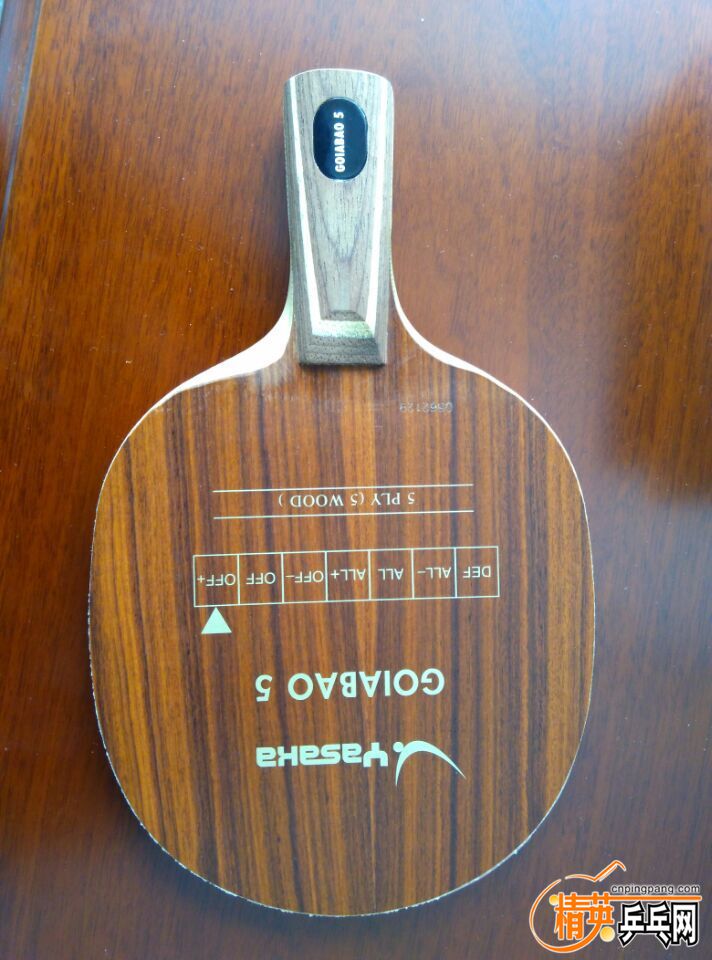 GOIABAO 5
0562129
5 PLY ( 5 WOOD )
DEF ALL- ALL ALL+ OFF- OFF OFF+
GOIABAO 5
Yasaka
cnpingpang.com
精英乒乓网